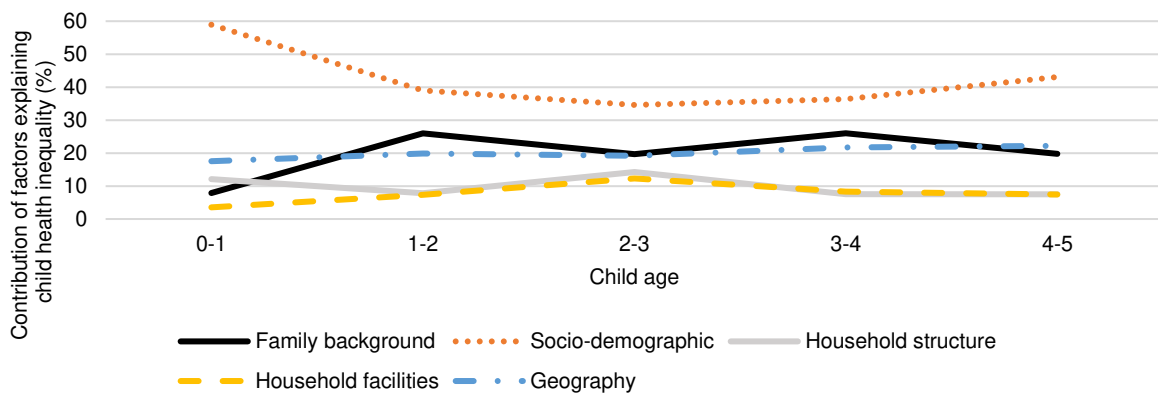 Contribution of factors explaining
child health inequality (%)
60
50
40
30
20
10
0
0-1 1-2 2-3 3-4 4-5
Child age
Family background Socio-demographic Household structure
Household facilities Geography